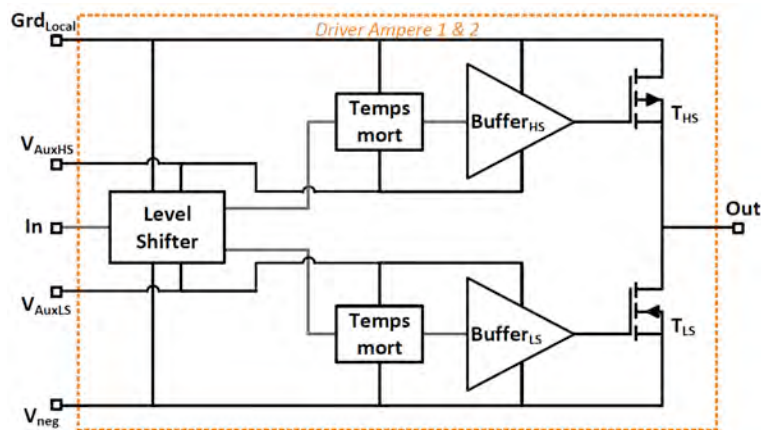 Grd_Local
Driver Ampere 1 & 2
Temps
mort
Buffer_HS
T_HS
V_AuxHS
In
Level
Shifter
Out
V_AuxLS
Temps
mort
Buffer_LS
T_LS
V_neg